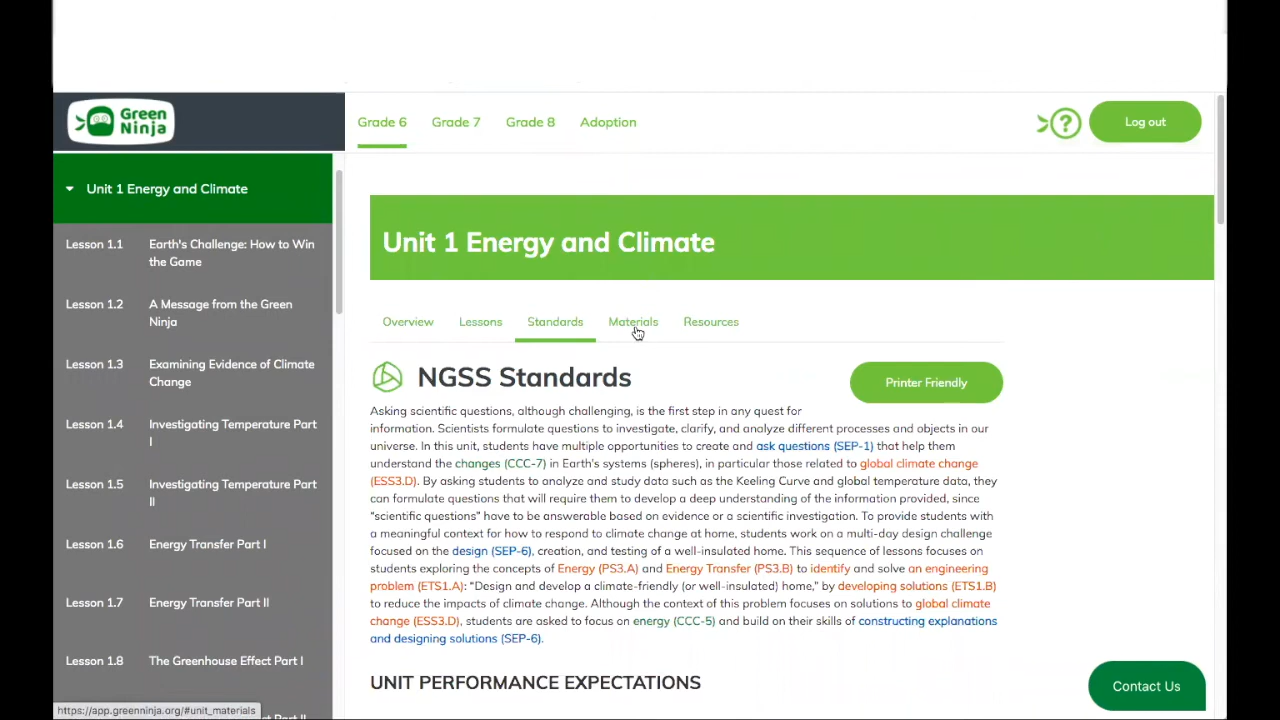 Green
Ninja
Grade 6
Grade 7
Grade 8
Adoption
?
Log out
Unit 1 Energy and Climate
Lesson 1.1
Earth's Challenge: How to Win
the Game
Lesson 1.2
A Message from the Green
Ninja
Lesson 1.3
Examining Evidence of Climate
Change
Lesson 1.4
Investigating Temperature Part
I
Lesson 1.5
Investigating Temperature Part
II
Lesson 1.6
Energy Transfer Part I
Lesson 1.7
Energy Transfer Part II
Lesson 1.8
The Greenhouse Effect Part I
https://app.greenninja.org/#unit_materials
Unit 1 Energy and Climate
Overview
Lessons
Standards
Materials
Resources
NGSS Standards
Printer Friendly
Asking scientific questions, although challenging, is the first step in any quest for
information. Scientists formulate questions to investigate, clarify, and analyze different processes and objects in our
universe. In this unit, students have multiple opportunities to create and ask questions (SEP-1) that help them
understand the changes (CCC-7) in Earth's systems (spheres), in particular those related to global climate change
(ESS3.D). By asking students to analyze and study data such as the Keeling Curve and global temperature data, they
can formulate questions that will require them to develop a deep understanding of the information provided, since
“scientific questions” have to be answerable based on evidence or a scientific investigation. To provide students with
a meaningful context for how to respond to climate change at home, students work on a multi-day design challenge
focused on the design (SEP-6), creation, and testing of a well-insulated home. This sequence of lessons focuses on
students exploring the concepts of Energy (PS3.A) and Energy Transfer (PS3.B) to identify and solve an engineering
problem (ETS1.A): “Design and develop a climate-friendly (or well-insulated) home,” by developing solutions (ETS1.B)
to reduce the impacts of climate change. Although the context of this problem focuses on solutions to global climate
change (ESS3.D), students are asked to focus on energy (CCC-5) and build on their skills of constructing explanations
and designing solutions (SEP-6).
UNIT PERFORMANCE EXPECTATIONS
Contact Us